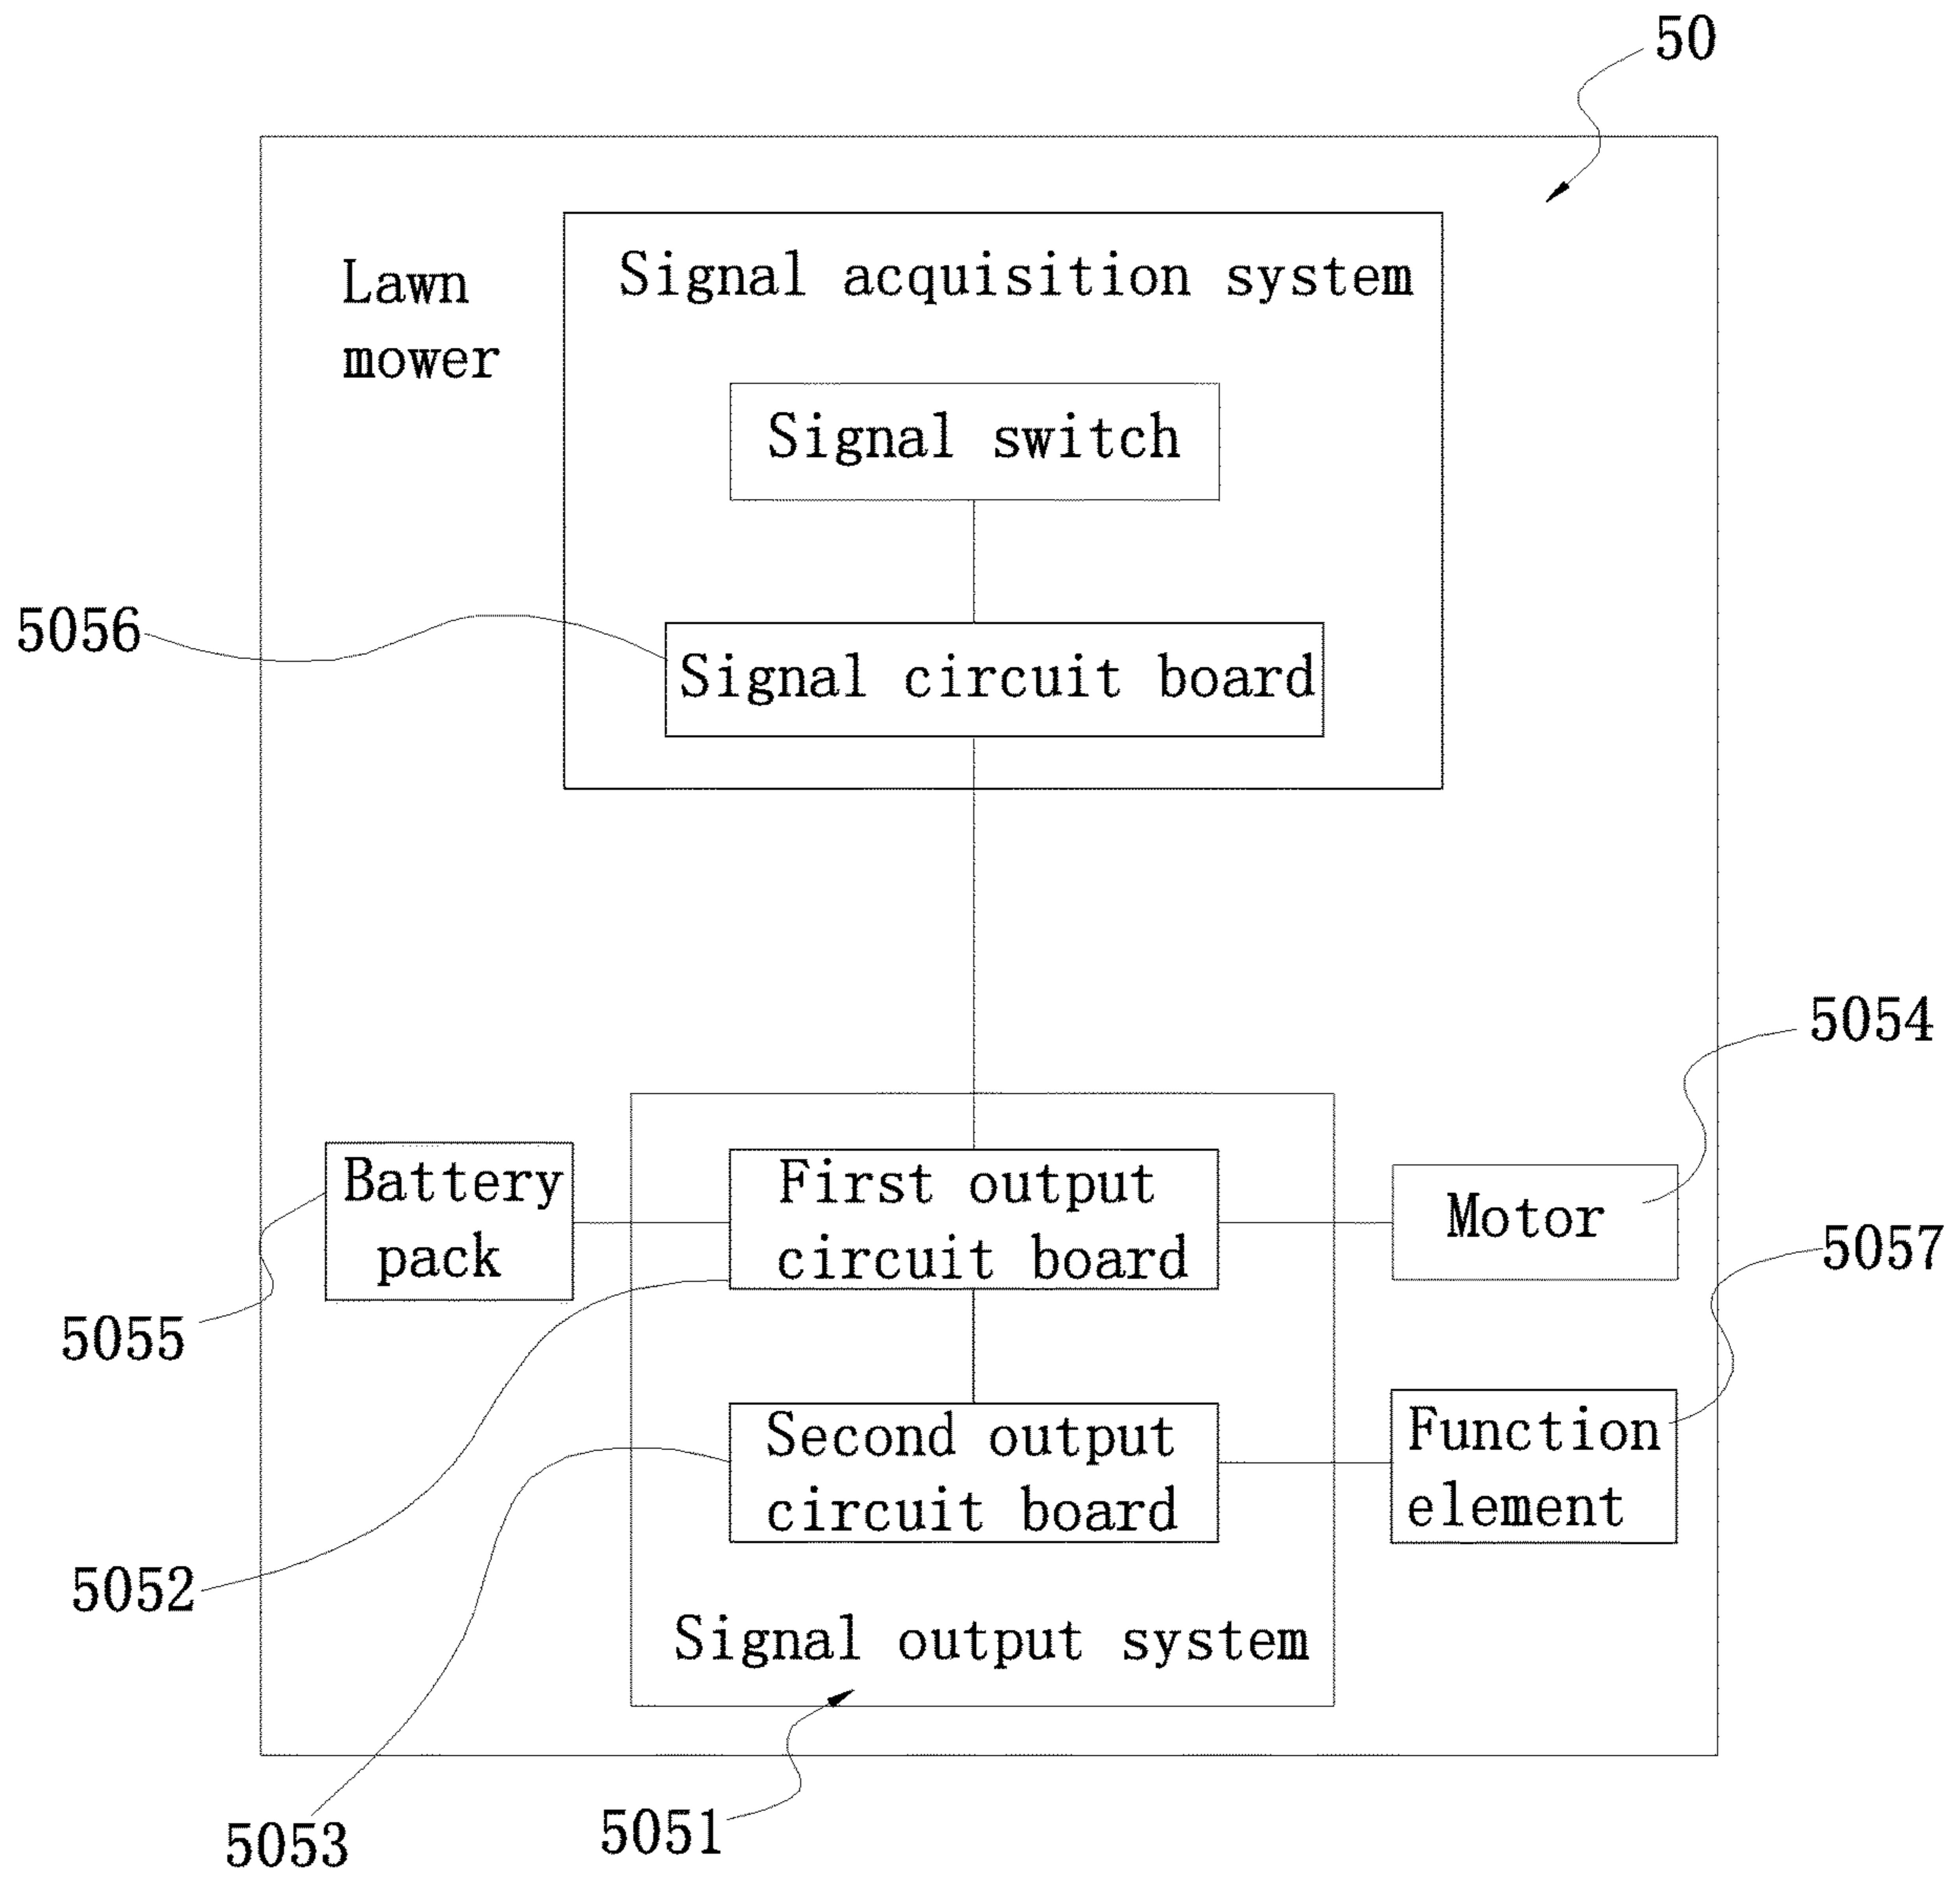 50
Lawn
mower
Signal acquisition system
Signal switch
5056
Signal circuit board
5054
Battery
pack
First output
circuit board
Motor
5057
5055
Second output
circuit board
Function
element
5052
Signal output system
5053
5051